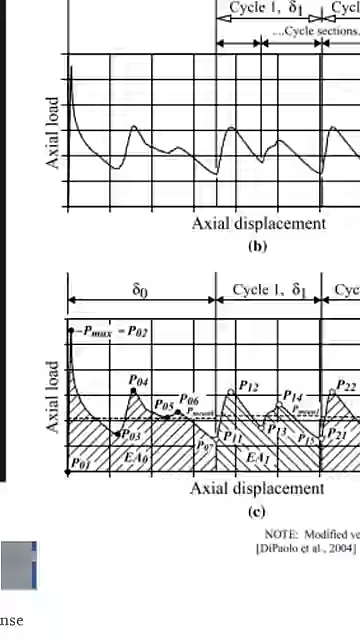 Cycle 1, δ1 Cycl
....Cycle sections.
Axial load
Axial displacement
(b)
δ0 Cycle 1, δ1 Cyc
Pmax = P02
Axial load
P04 P12 P14 P22
P05 P06
Pmean1
P03 P11 P13 P15 P21
P07
P01 EA0 EA1
Axial displacement
(c)
NOTE: Modified ve
[DiPaolo et al., 2004]
nse